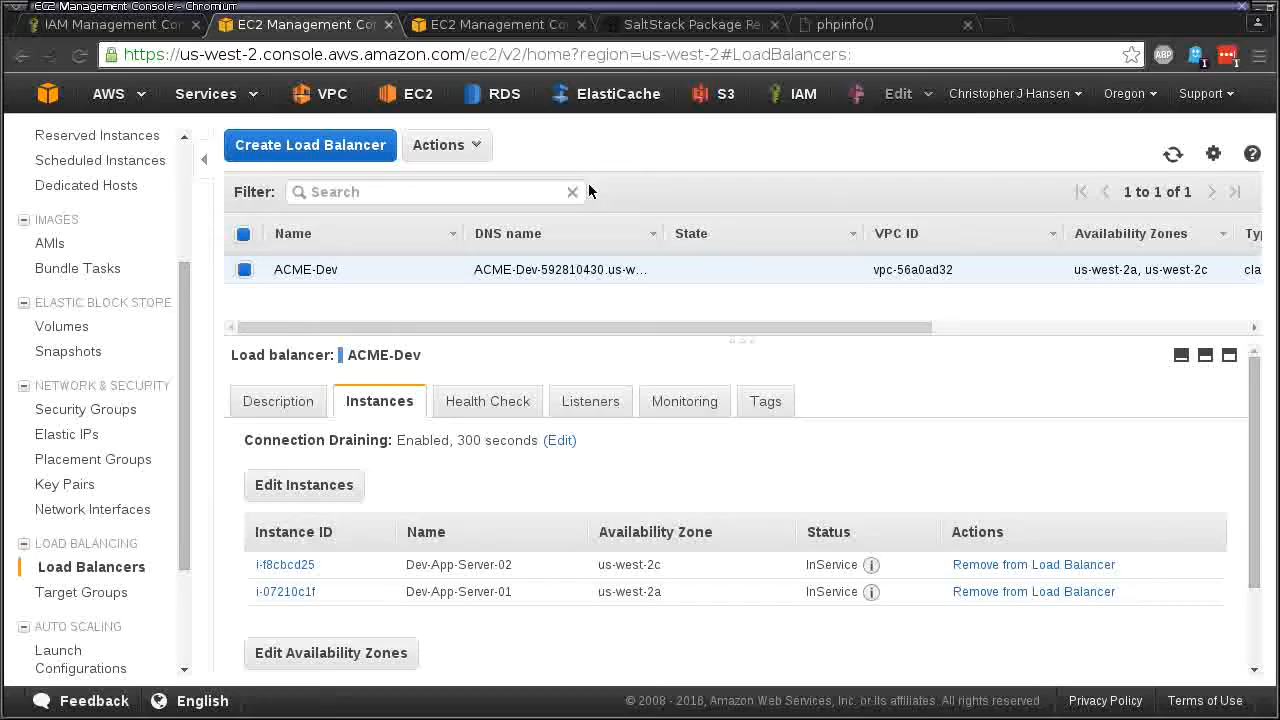 EC2 Management Console - Chromium
IAM Management Co
EC2 Management Co
EC2 Management Co
SaltStack Package Re
phpinfo()
https://us-west-2.console.aws.amazon.com/ec2/v2/home?region=us-west-2#LoadBalancers:
ABP
AWS Services VPC EC2 RDS ElastiCache S3 IAM Edit Christopher J Hansen Oregon Support
Reserved Instances
Scheduled Instances
Dedicated Hosts
IMAGES
AMIs
Bundle Tasks
ELASTIC BLOCK STORE
Volumes
Snapshots
NETWORK & SECURITY
Security Groups
Elastic IPs
Placement Groups
Key Pairs
Network Interfaces
LOAD BALANCING
Load Balancers
Target Groups
AUTO SCALING
Launch
Configurations
Create Load Balancer Actions
Filter: Search 1 to 1 of 1
Name DNS name State VPC ID Availability Zones Typ
ACME-Dev ACME-Dev-592810430.us-w... vpc-56a0ad32 us-west-2a, us-west-2c cla
Load balancer: ACME-Dev
Description Instances Health Check Listeners Monitoring Tags
Connection Draining: Enabled, 300 seconds (Edit)
Edit Instances
Instance ID Name Availability Zone Status Actions
i-f8cbcd25 Dev-App-Server-02 us-west-2c InService Remove from Load Balancer
i-07210c1f Dev-App-Server-01 us-west-2a InService Remove from Load Balancer
Edit Availability Zones
Feedback English © 2008 - 2016, Amazon Web Services, Inc. or its affiliates. All rights reserved Privacy Policy Terms of Use